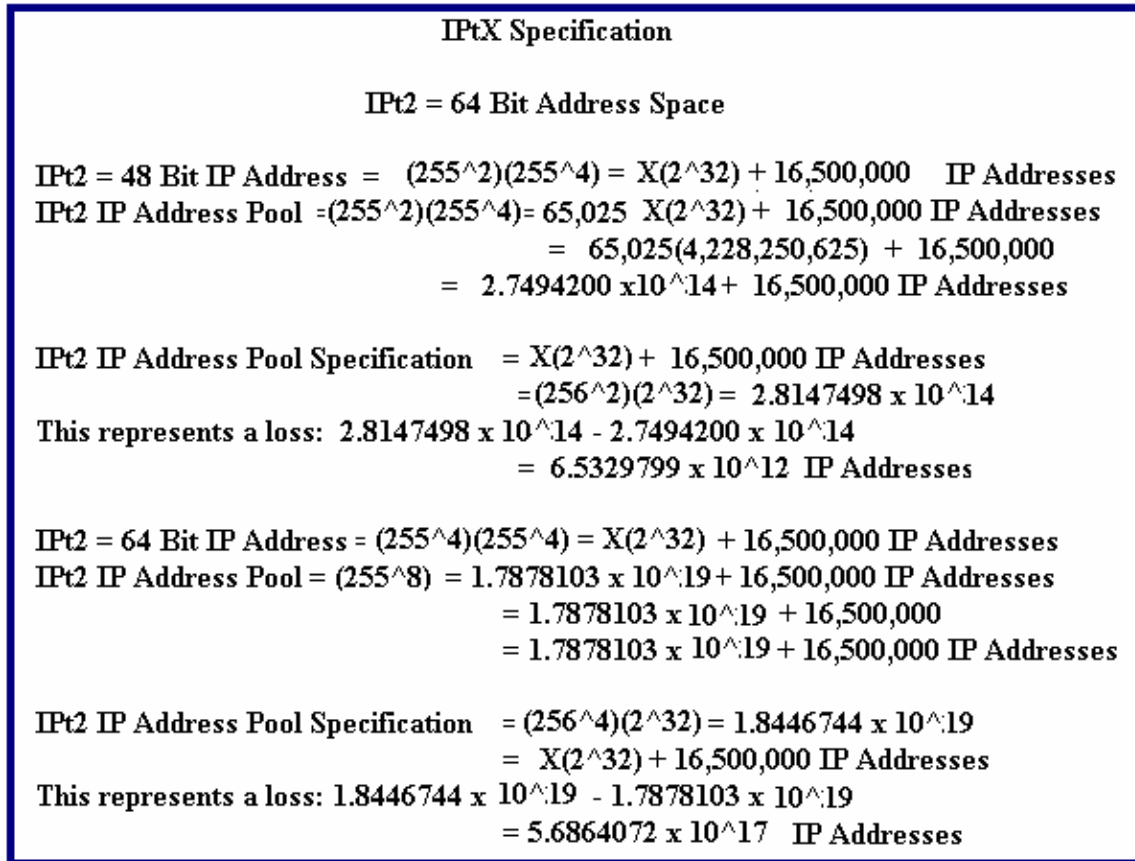 IPtX Specification
IPt2 = 64 Bit Address Space
IPt2 = 48 Bit IP Address = (255^2)(255^4) = X(2^32) + 16,500,000 IP Addresses
IPt2 IP Address Pool =(255^2)(255^4)= 65,025 X(2^32) + 16,500,000 IP Addresses
= 65,025(4,228,250,625) + 16,500,000
= 2.7494200 x10^:14 + 16,500,000 IP Addresses
IPt2 IP Address Pool Specification = X(2^32) + 16,500,000 IP Addresses
=(256^2)(2^32) = 2.8147498 x 10^:14
This represents a loss: 2.8147498 x 10^:14 - 2.7494200 x 10^:14
= 6.5329799 x 10^12 IP Addresses
IPt2 = 64 Bit IP Address = (255^4)(255^4) = X(2^32) + 16,500,000 IP Addresses
IPt2 IP Address Pool = (255^8) = 1.7878103 x 10^:19 + 16,500,000 IP Addresses
= 1.7878103 x 10^:19 + 16,500,000
= 1.7878103 x 10^:19 + 16,500,000 IP Addresses
IPt2 IP Address Pool Specification = (256^4)(2^32) = 1.8446744 x 10^:19
= X(2^32) + 16,500,000 IP Addresses
This represents a loss: 1.8446744 x 10^:19 - 1.7878103 x 10^:19
= 5.6864072 x 10^17 IP Addresses